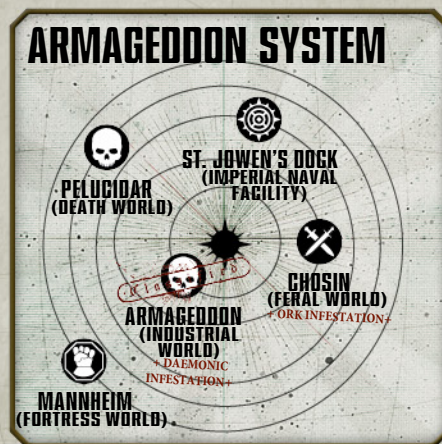 ARMAGEDDON SYSTEM
ST. JOWEN'S DOCK
(IMPERIAL NAVAL
FACILITY)
PELUCIDAR
(DEATH WORLD)
CHOSIN
(FERAL WORLD)
+ ORK INFESTATION+
ARMAGEDDON
(INDUSTRIAL
WORLD)
+ DAEMONIC
INFESTATION+
MANNHEIM
(FORTRESS WORLD)